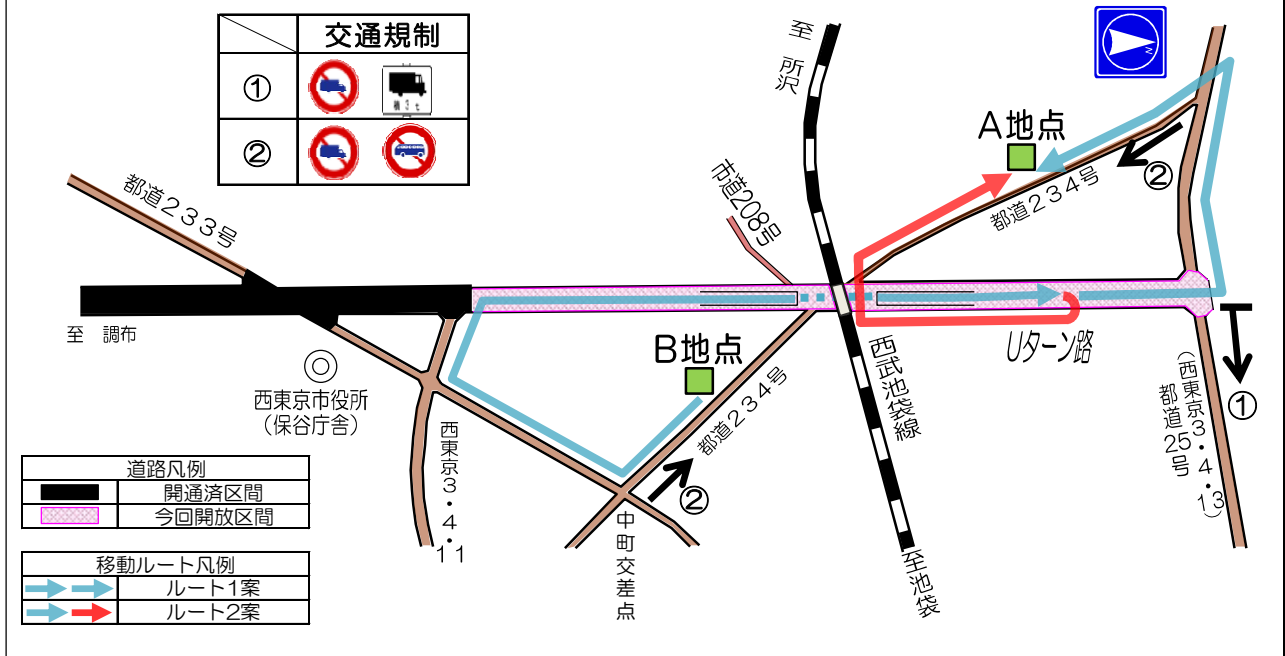 交通規制
①
横 3 t
②
至 所沢
N
A地点
市道208号
都道233号
都道234号
②
至 調布
Uターン路
B地点
西武池袋線
西東京市役所
(保谷庁舎)
都道234号
(西東京3・4・13)
都道25号
①
西東京3・4・11
②
中町交差点
至池袋
道路凡例
開通済区間
今回開放区間
移動ルート凡例
ルート1案
ルート2案